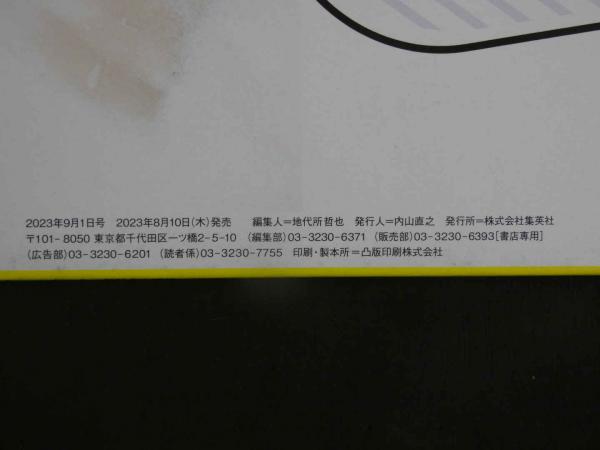 2023年9月1日号　2023年8月10日(木)発売　　編集人＝地代所哲也　発行人＝内山直之　発行所＝株式会社集英社
〒101-8050 東京都千代田区一ツ橋2-5-10　(編集部)03-3230-6371　(販売部)03-3230-6393[書店専用]
(広告部)03-3230-6201　(読者係)03-3230-7755　印刷・製本所＝凸版印刷株式会社